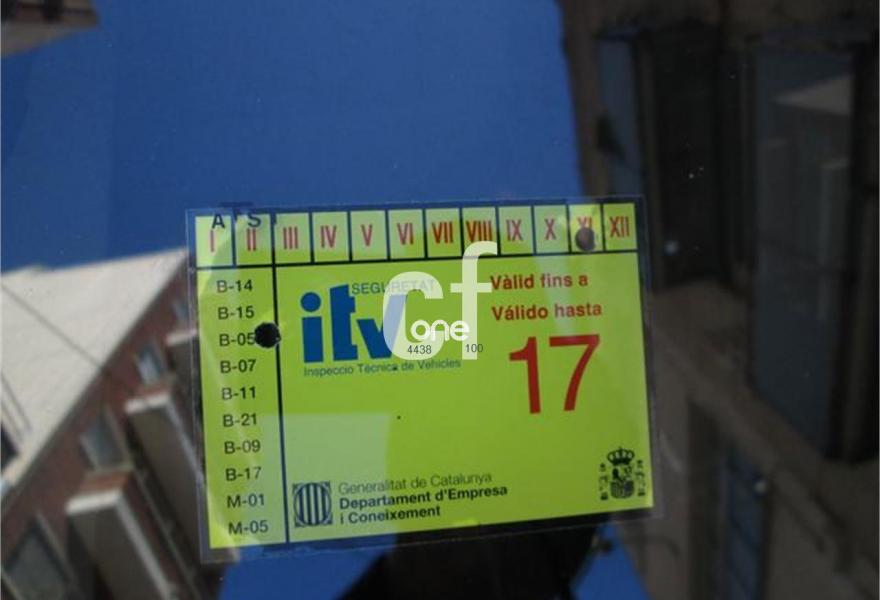 ATS
I II III IV V VI VII VIII IX X XI XII
B-14
B-15
B-05
B-07
B-11
B-21
B-09
B-17
M-01
M-05
SEGURETAT
itv
Inspecció Tècnica de Vehicles
4438 100
cf
one
Vàlid fins a
Válido hasta
17
Generalitat de Catalunya
Departament d'Empresa
i Coneixement